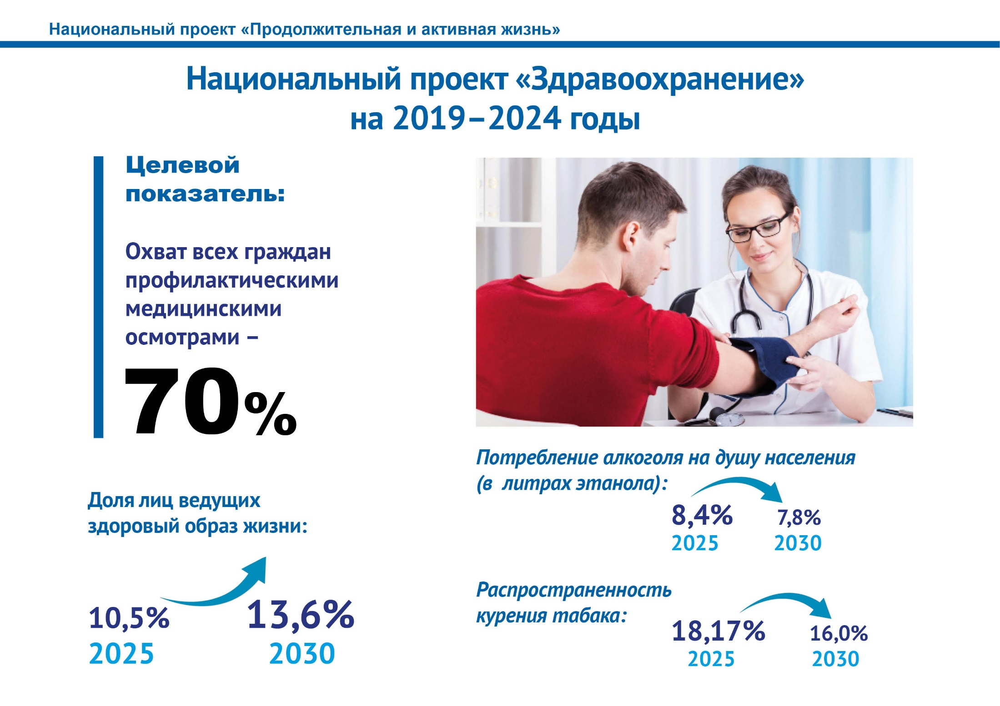 Национальный проект «Продолжительная и активная жизнь»
Национальный проект «Здравоохранение»
на 2019–2024 годы
Целевой
показатель:
Охват всех граждан
профилактическими
медицинскими
осмотрами –
70%
Доля лиц ведущих
здоровый образ жизни:
10,5% 13,6%
2025 2030
Потребление алкоголя на душу населения
(в литрах этанола):
8,4% 7,8%
2025 2030
Распространенность
курения табака:
18,17% 16,0%
2025 2030